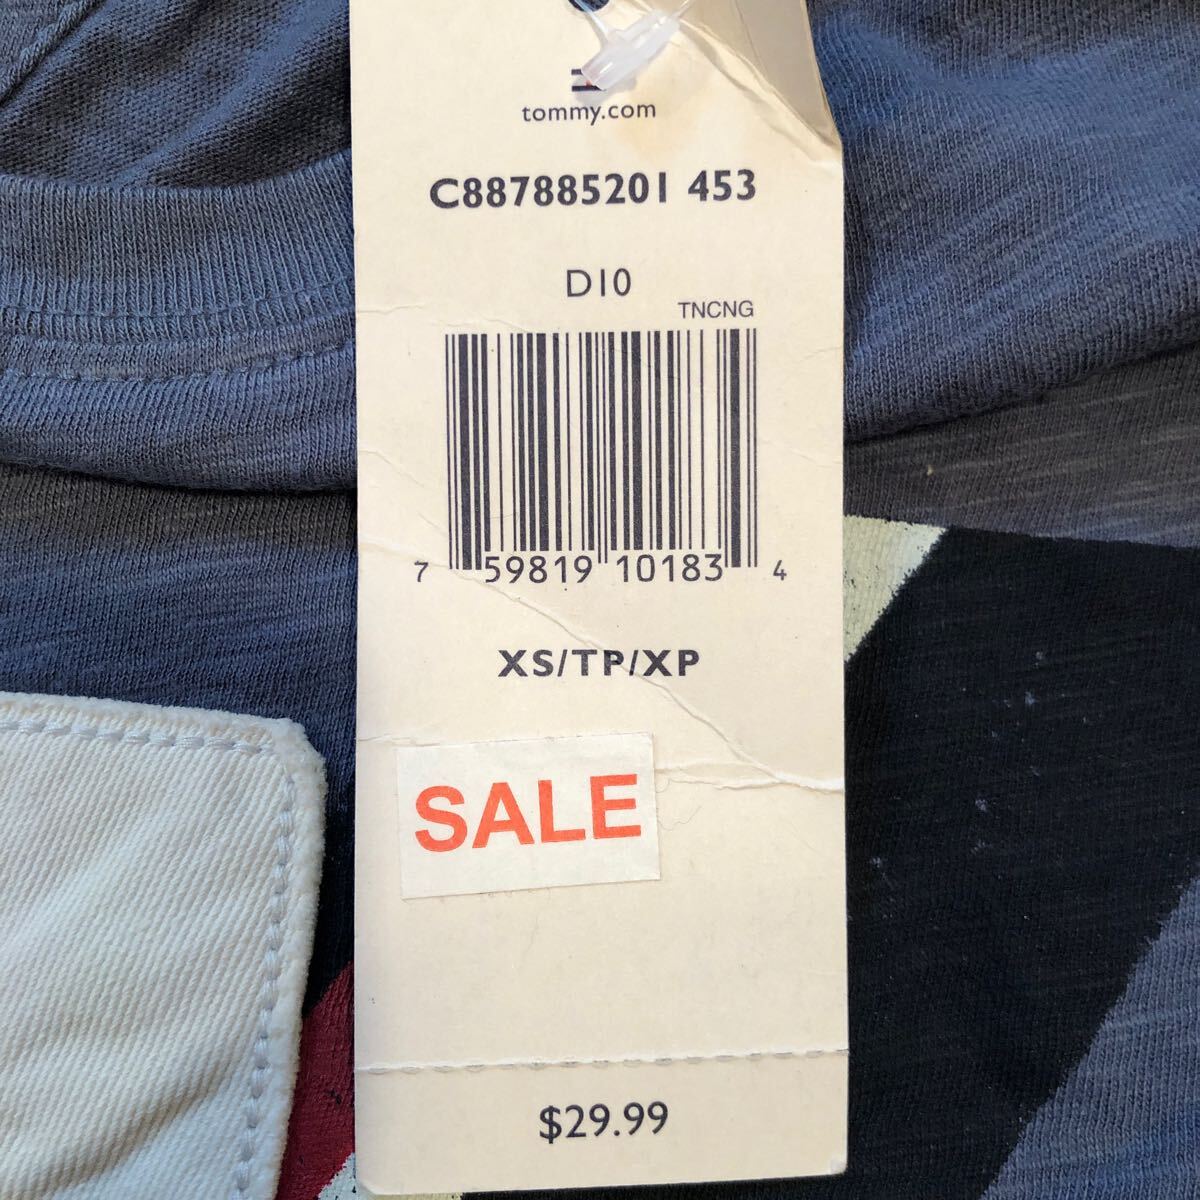 tommy.com
C887885201 453
D10
TNCNG
7 59819 10183 4
XS/TP/XP
SALE
$29.99